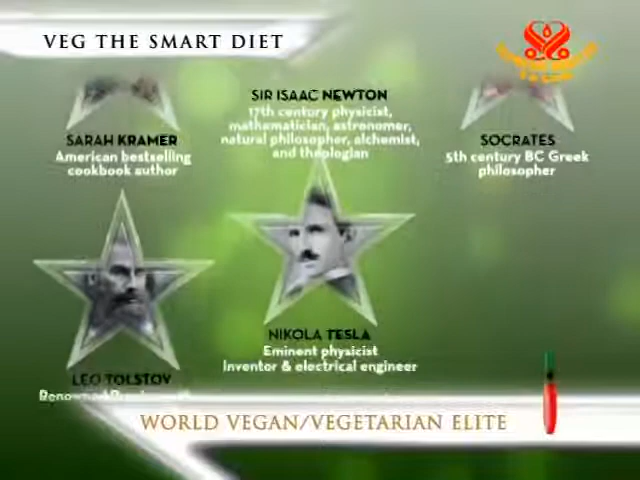 VEG THE SMART DIET
SIR ISAAC NEWTON
17th century physicist,
mathematician, astronomer,
natural philosopher, alchemist,
and theologian
SARAH KRAMER
American bestselling
cookbook author
SOCRATES
5th century BC Greek
philosopher
NIKOLA TESLA
Eminent physicist
Inventor & electrical engineer
LEO TOLSTOY
Renowned
WORLD VEGAN/VEGETARIAN ELITE